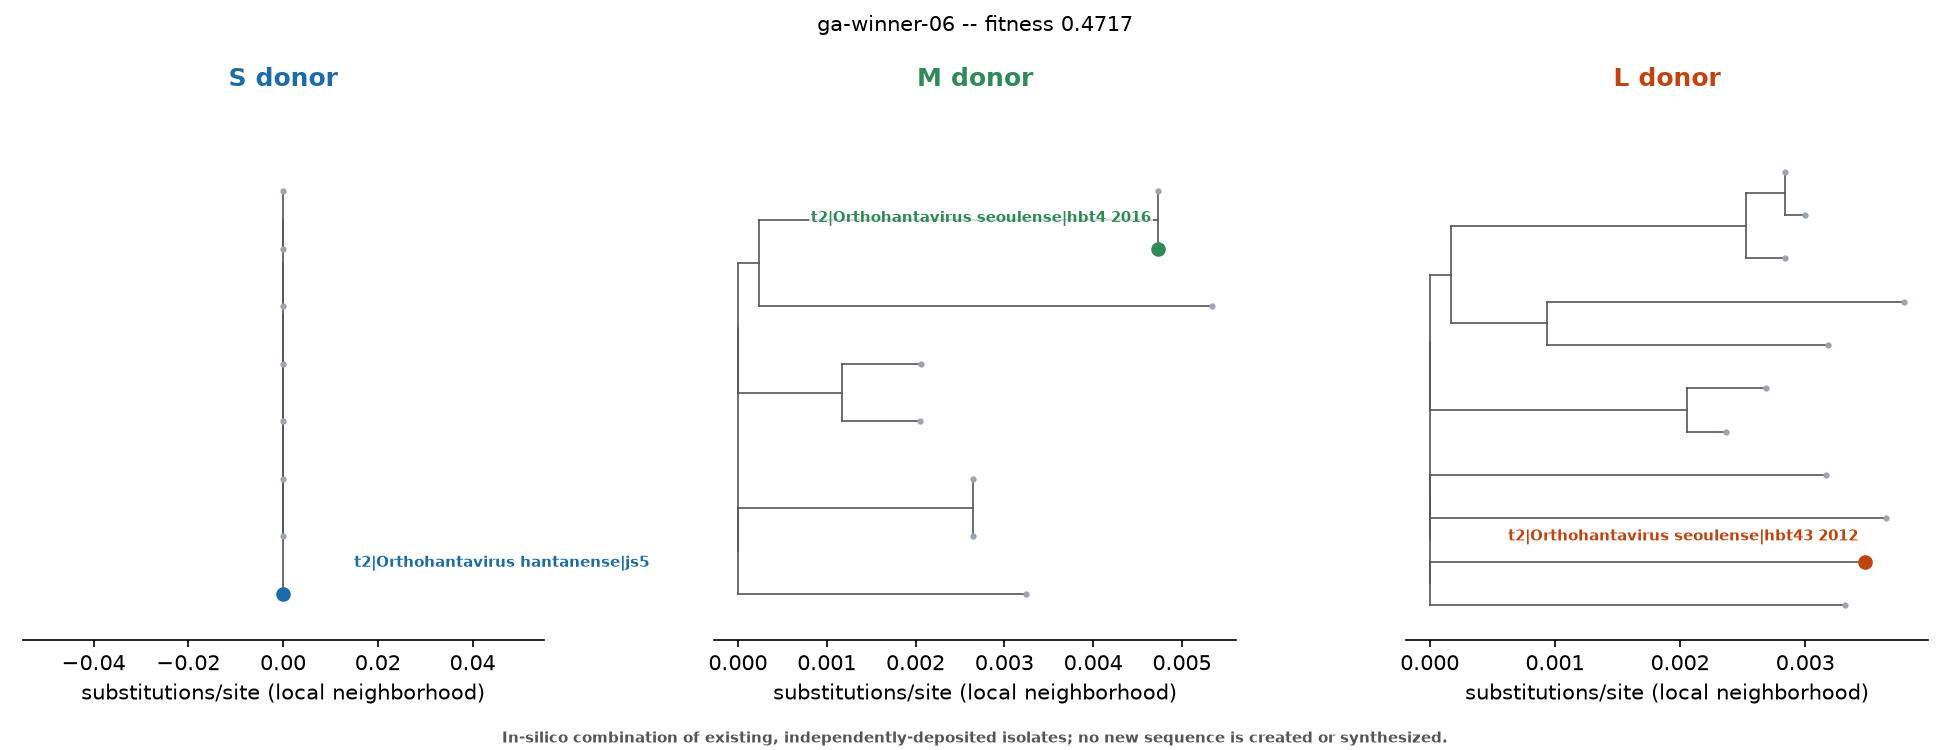 ga-winner-06 -- fitness 0.4717
S donor
M donor
L donor
t2|Orthohantavirus seoulense|hbt4 2016
t2|Orthohantavirus seoulense|hbt43 2012
t2|Orthohantavirus hantanense|js5
−0.04 −0.02 0.00 0.02 0.04
substitutions/site (local neighborhood)
0.000 0.001 0.002 0.003 0.004 0.005
substitutions/site (local neighborhood)
0.000 0.001 0.002 0.003
substitutions/site (local neighborhood)
In-silico combination of existing, independently-deposited isolates; no new sequence is created or synthesized.